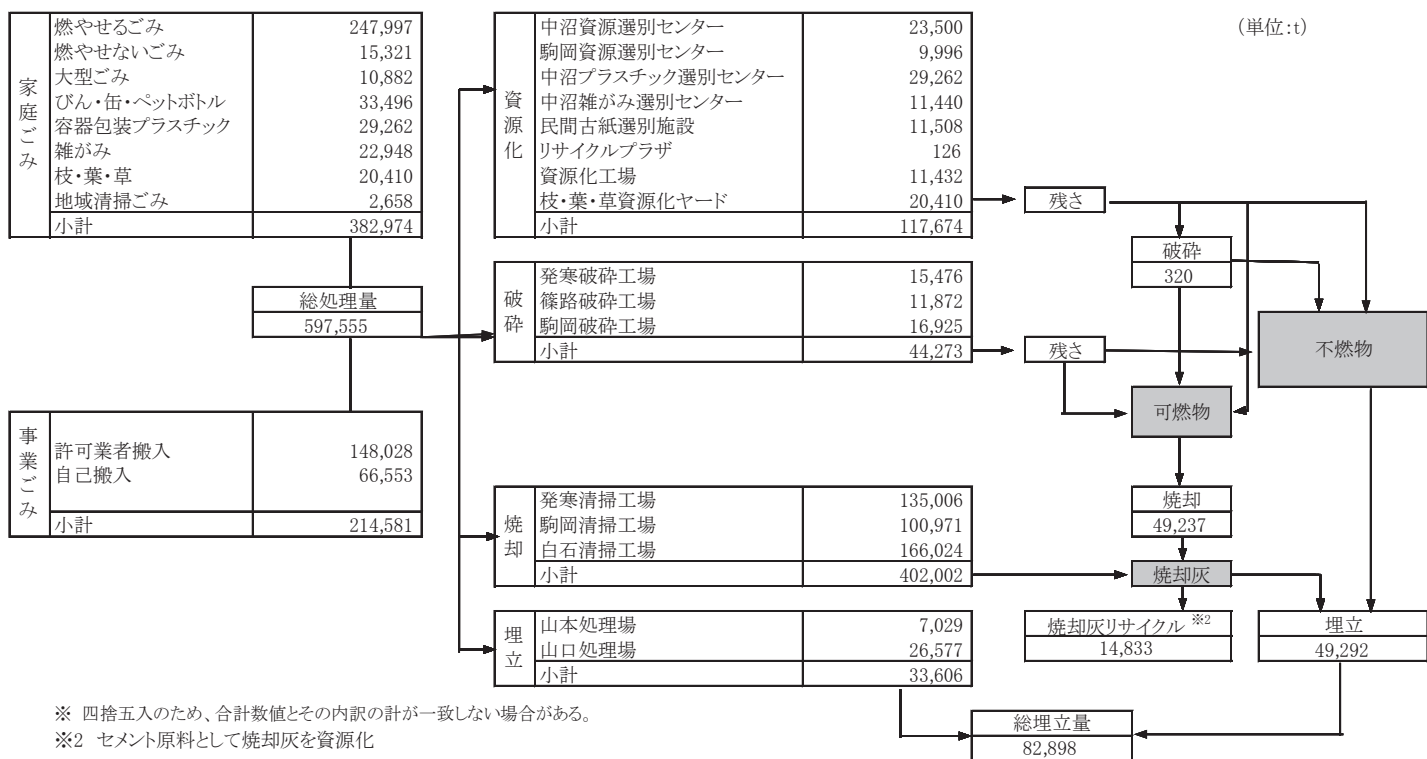 (単位:t)
家庭ごみ
燃やせるごみ 247,997
燃やせないごみ 15,321
大型ごみ 10,882
びん・缶・ペットボトル 33,496
容器包装プラスチック 29,262
雑がみ 22,948
枝・葉・草 20,410
地域清掃ごみ 2,658
小計 382,974
総処理量
597,555
事業ごみ
許可業者搬入 148,028
自己搬入 66,553
小計 214,581
資源化
中沼資源選別センター 23,500
駒岡資源選別センター 9,996
中沼プラスチック選別センター 29,262
中沼雑がみ選別センター 11,440
民間古紙選別施設 11,508
リサイクルプラザ 126
資源化工場 11,432
枝・葉・草資源化ヤード 20,410
小計 117,674
破砕
発寒破砕工場 15,476
篠路破砕工場 11,872
駒岡破砕工場 16,925
小計 44,273
焼却
発寒清掃工場 135,006
駒岡清掃工場 100,971
白石清掃工場 166,024
小計 402,002
埋立
山本処理場 7,029
山口処理場 26,577
小計 33,606
残さ
破砕
320
残さ
不燃物
可燃物
焼却
49,237
焼却灰
焼却灰リサイクル ※2
14,833
埋立
49,292
総埋立量
82,898
※ 四捨五入のため、合計数値とその内訳の計が一致しない場合がある。
※2 セメント原料として焼却灰を資源化